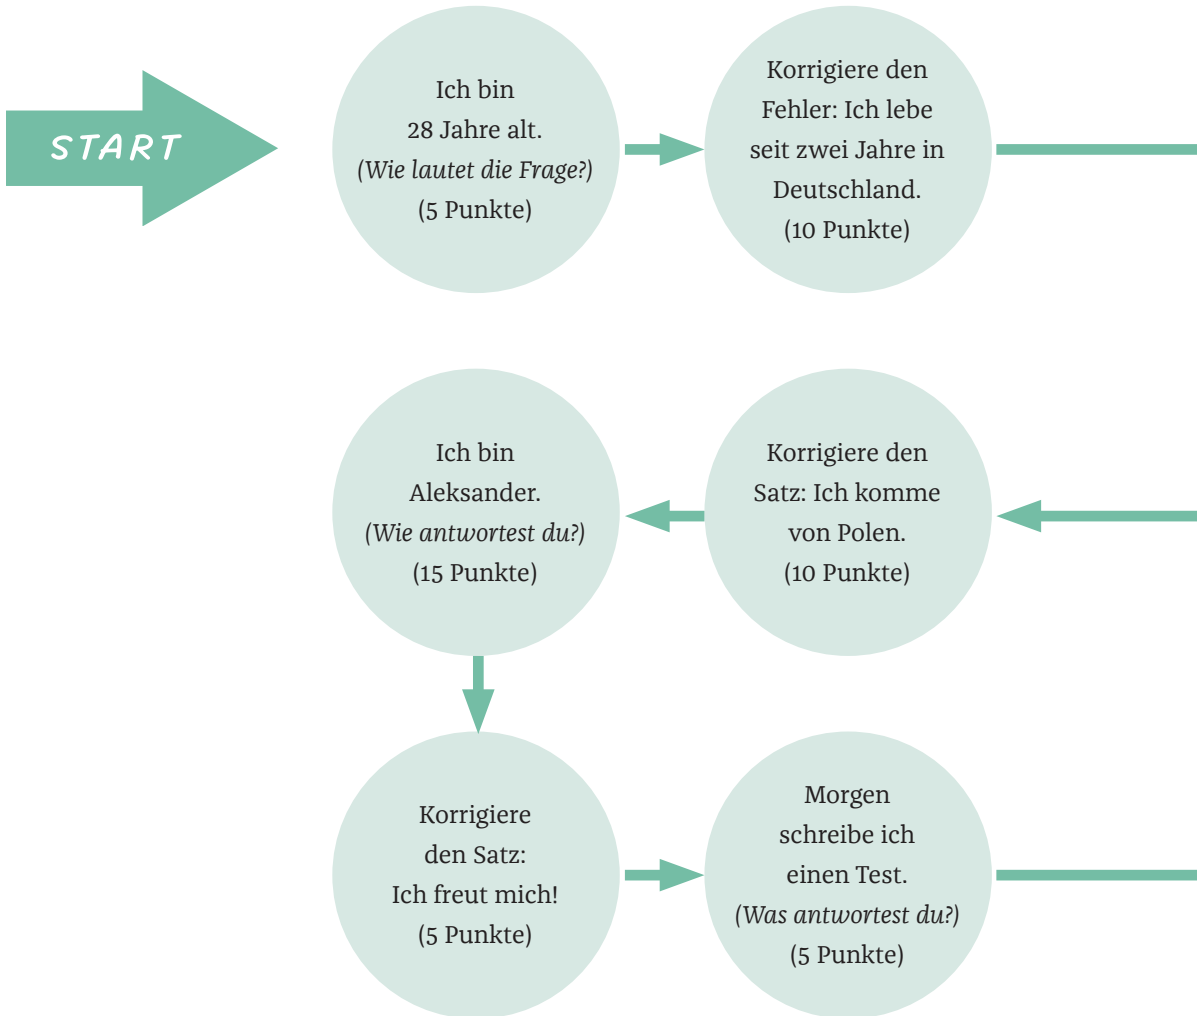 START
Ich bin
28 Jahre alt.
(Wie lautet die Frage?)
(5 Punkte)
Korrigiere den
Fehler: Ich lebe
seit zwei Jahre in
Deutschland.
(10 Punkte)
Ich bin
Aleksander.
(Wie antwortest du?)
(15 Punkte)
Korrigiere den
Satz: Ich komme
von Polen.
(10 Punkte)
Korrigiere
den Satz:
Ich freut mich!
(5 Punkte)
Morgen
schreibe ich
einen Test.
(Was antwortest du?)
(5 Punkte)